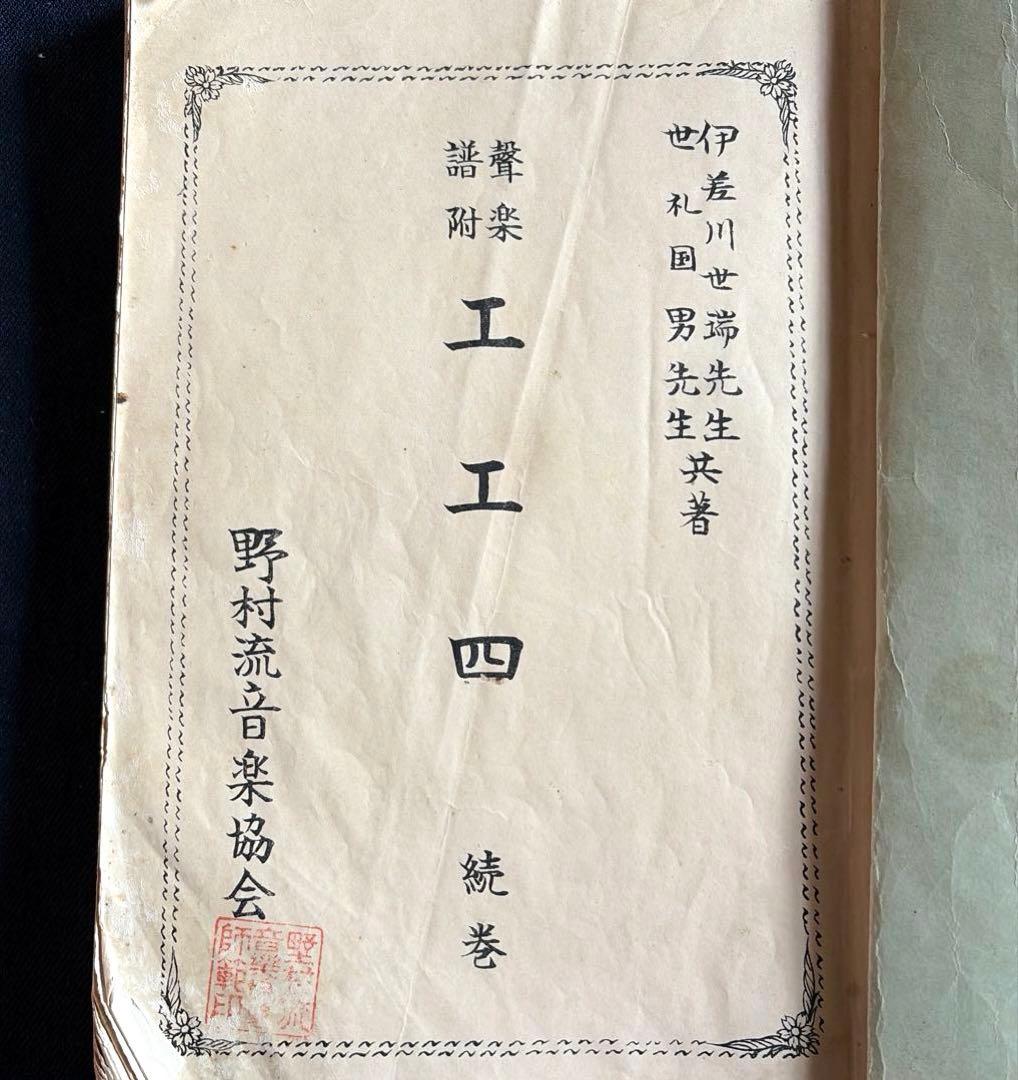 伊差川世瑞先生
世礼国男先生
共著
聲楽
譜附
工工四
続巻
野村流音楽協会